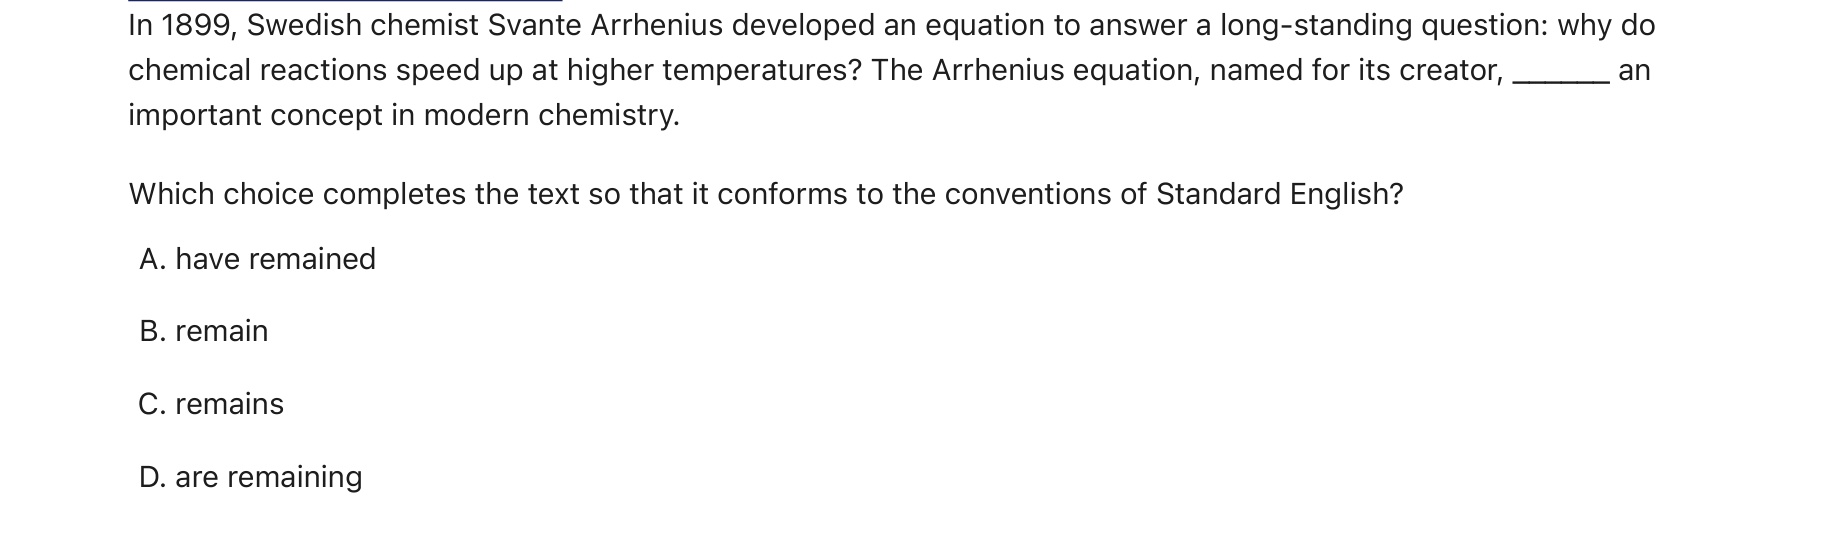 In 1899, Swedish chemist Svante Arrhenius developed an equation to answer a long-standing question: why do
chemical reactions speed up at higher temperatures? The Arrhenius equation, named for its creator, ______ an
important concept in modern chemistry.
Which choice completes the text so that it conforms to the conventions of Standard English?
A. have remained
B. remain
C. remains
D. are remaining